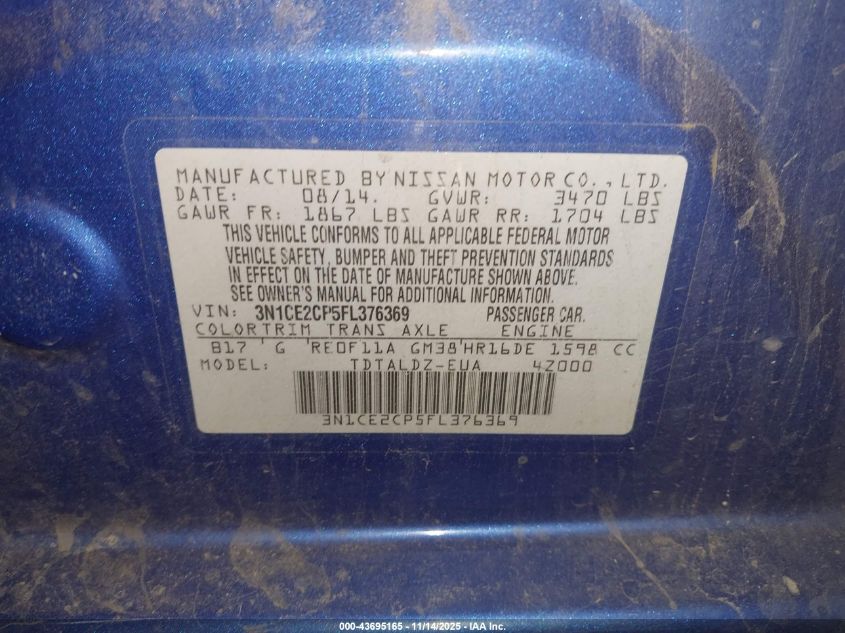 MANUFACTURED BY NISSAN MOTOR CO., LTD.
DATE: 08/14. GVWR: 3470 LBS
GAWR FR: 1867 LBS GAWR RR: 1704 LBS
THIS VEHICLE CONFORMS TO ALL APPLICABLE FEDERAL MOTOR
VEHICLE SAFETY, BUMPER AND THEFT PREVENTION STANDARDS
IN EFFECT ON THE DATE OF MANUFACTURE SHOWN ABOVE.
SEE OWNER'S MANUAL FOR ADDITIONAL INFORMATION.
VIN: 3N1CE2CP5FL376369 PASSENGER CAR.
COLOR TRIM TRANS AXLE ENGINE
B17 'G 'RE0F11A GM38'HR16DE 1598 CC
MODEL: TDTALDZ-EUA 4Z000
3N1CE2CP5FL376369
000-43695165 - 11/14/2025 - IAA Inc.